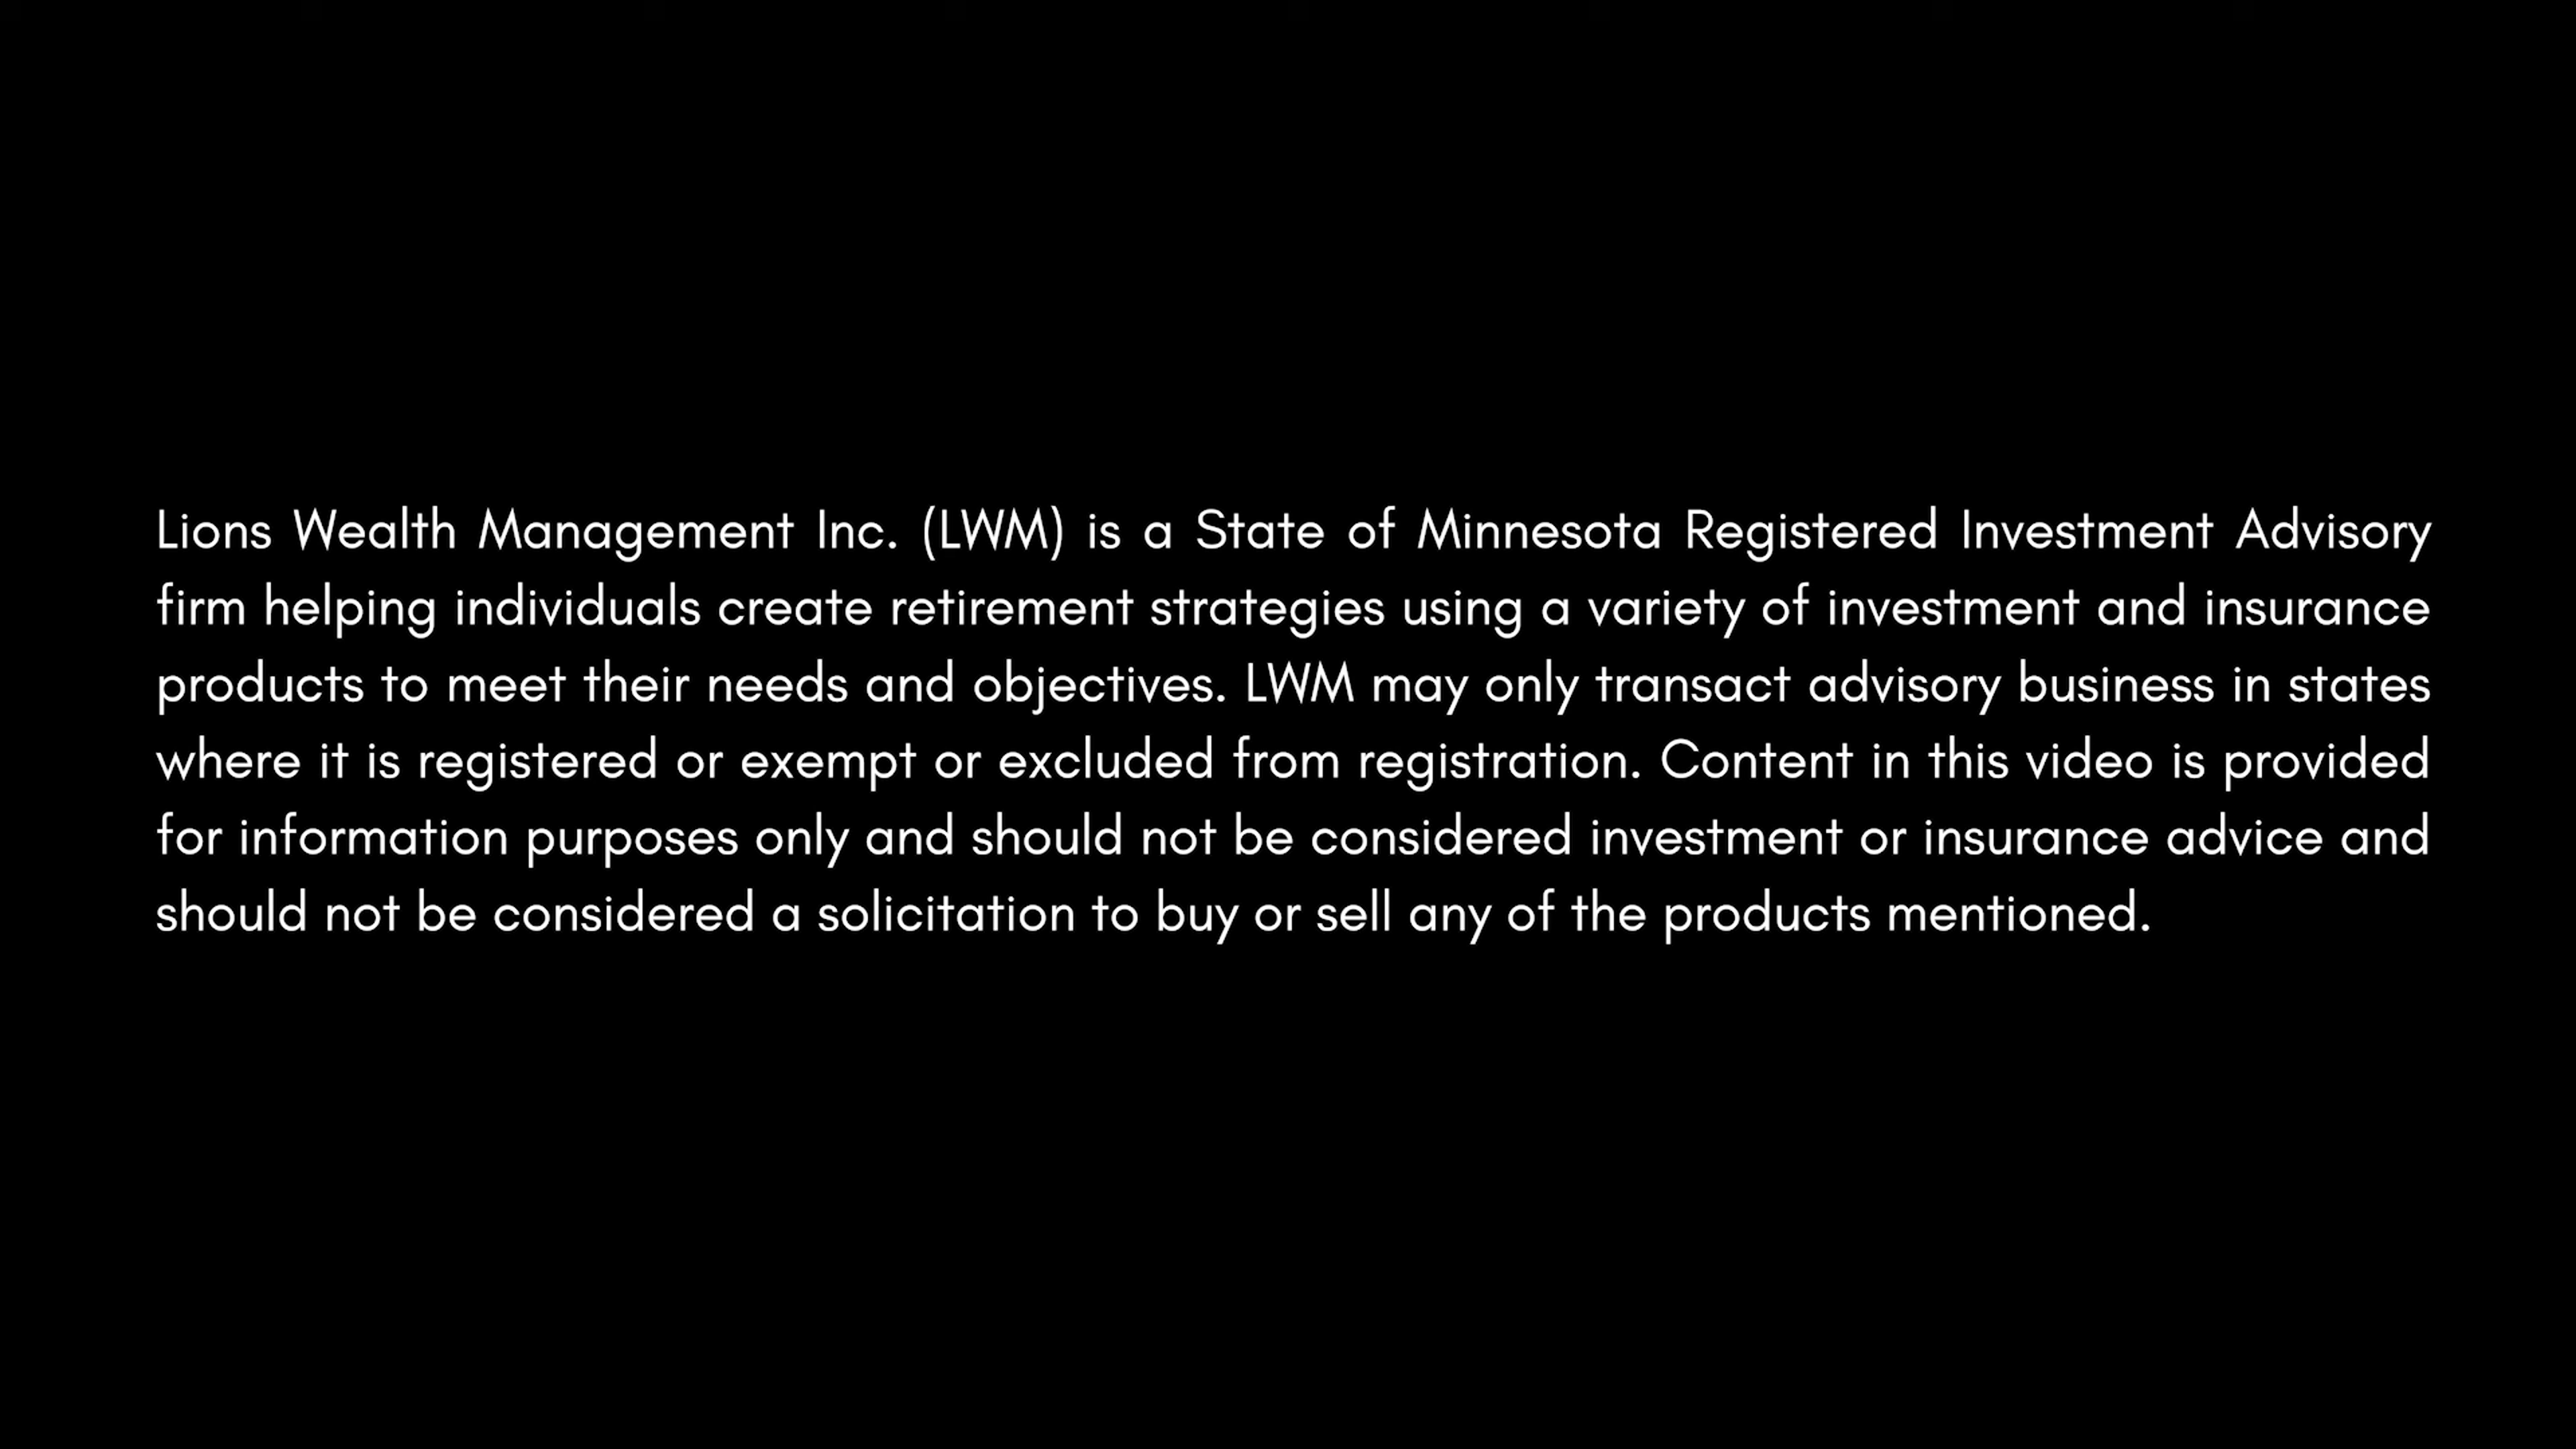 Lions Wealth Management Inc. (LWM) is a State of Minnesota Registered Investment Advisory
firm helping individuals create retirement strategies using a variety of investment and insurance
products to meet their needs and objectives. LWM may only transact advisory business in states
where it is registered or exempt or excluded from registration. Content in this video is provided
for information purposes only and should not be considered investment or insurance advice and
should not be considered a solicitation to buy or sell any of the products mentioned.